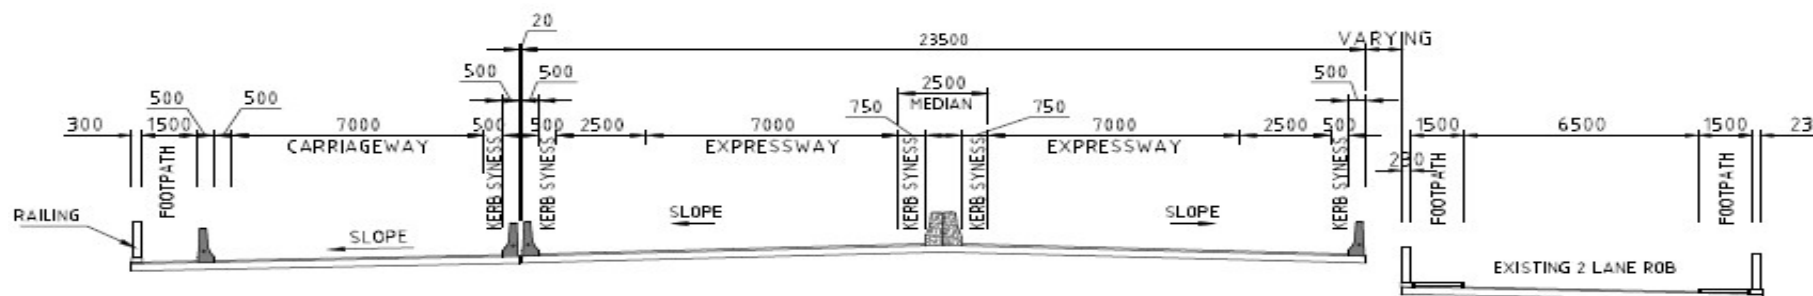 20
23500
VARYING
500
500
500
2500
MEDIAN
500
500
750
750
300
1500
7000
500
500
2500
7000
7000
2500
500
1500
6500
1500
23
CARRIAGEWAY
EXPRESSWAY
EXPRESSWAY
FOOTPATH
KERB SYNESS
KERB SYNESS
KERB SYNESS
KERB SYNESS
KERB SYNESS
FOOTPATH
FOOTPATH
RAILING
SLOPE
SLOPE
SLOPE
EXISTING 2 LANE ROB